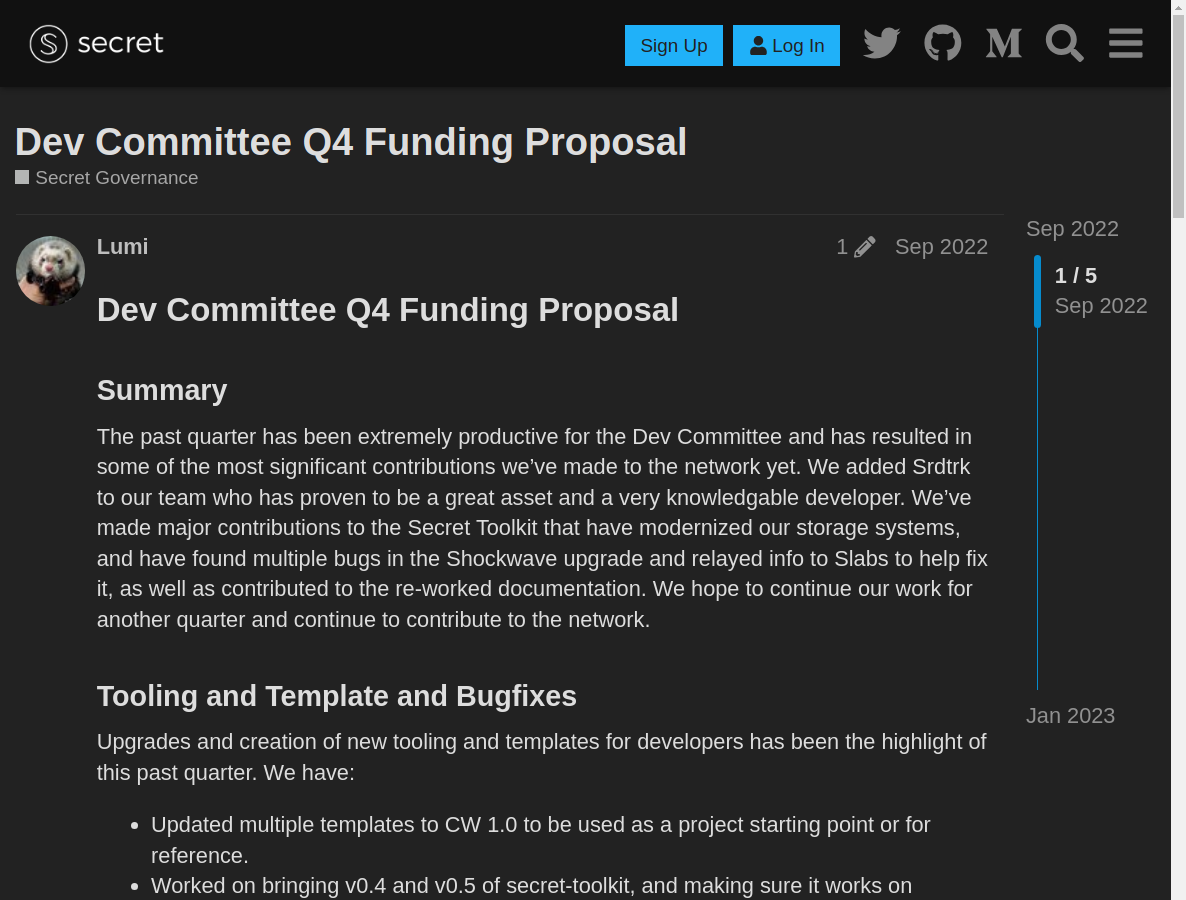 secret
Sign Up
Log In
Dev Committee Q4 Funding Proposal
Secret Governance
Lumi
1
Sep 2022
Sep 2022
1 / 5
Sep 2022
Dev Committee Q4 Funding Proposal
Summary
The past quarter has been extremely productive for the Dev Committee and has resulted in
some of the most significant contributions we’ve made to the network yet. We added Srdtrk
to our team who has proven to be a great asset and a very knowledgable developer. We’ve
made major contributions to the Secret Toolkit that have modernized our storage systems,
and have found multiple bugs in the Shockwave upgrade and relayed info to Slabs to help fix
it, as well as contributed to the re-worked documentation. We hope to continue our work for
another quarter and continue to contribute to the network.
Tooling and Template and Bugfixes
Jan 2023
Upgrades and creation of new tooling and templates for developers has been the highlight of
this past quarter. We have:
Updated multiple templates to CW 1.0 to be used as a project starting point or for
reference.
Worked on bringing v0.4 and v0.5 of secret-toolkit, and making sure it works on